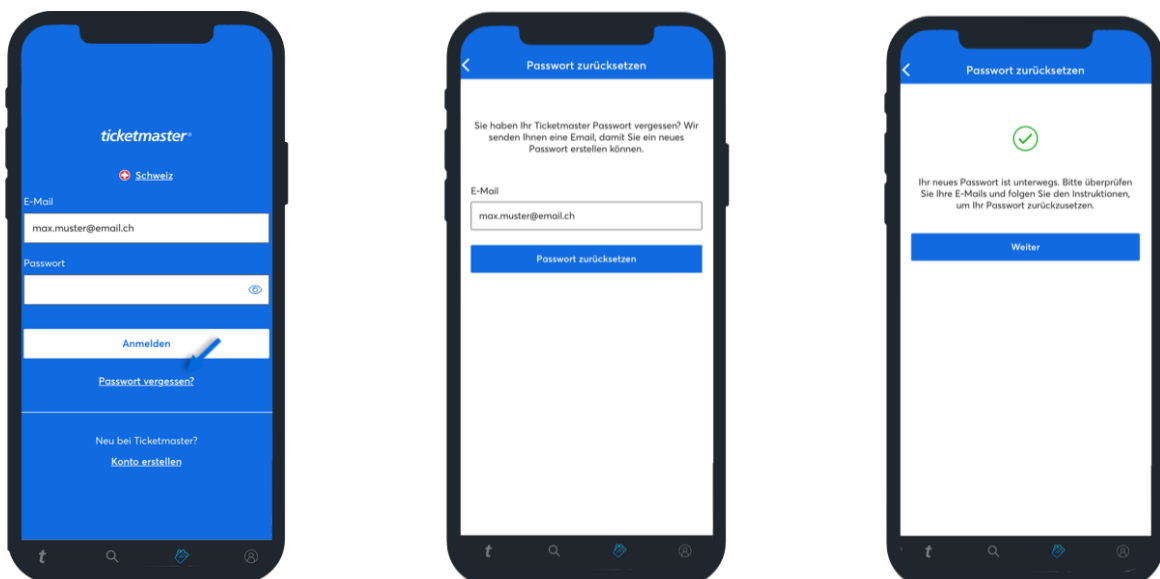 ticketmaster®
Schweiz
E-Mail
max.muster@email.ch
Passwort
Anmelden
Passwort vergessen?
Neu bei Ticketmaster?
Konto erstellen
t
Passwort zurücksetzen
Sie haben Ihr Ticketmaster Passwort vergessen? Wir
senden Ihnen eine Email, damit Sie ein neues
Passwort erstellen können.
E-Mail
max.muster@email.ch
Passwort zurücksetzen
t
Passwort zurücksetzen
Ihr neues Passwort ist unterwegs. Bitte überprüfen
Sie Ihre E-Mails und folgen Sie den Instruktionen,
um Ihr Passwort zurückzusetzen.
Weiter
t